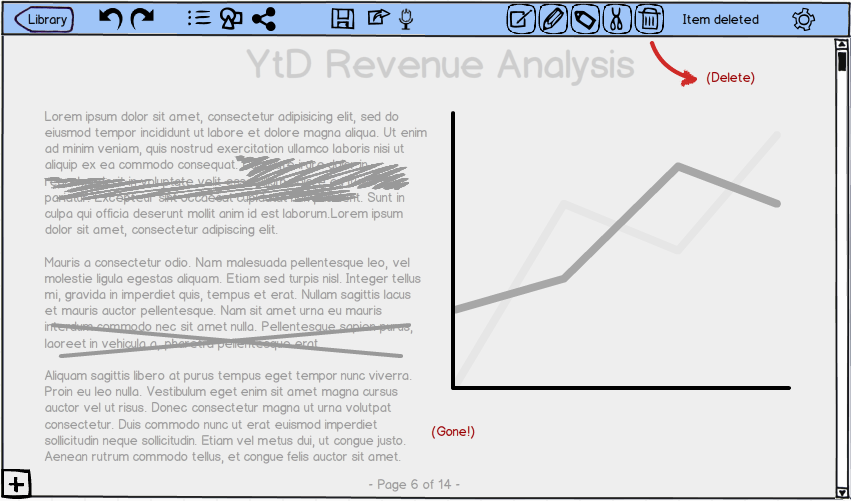 Library
Item deleted
YtD Revenue Analysis
(Delete)
Lorem ipsum dolor sit amet, consectetur adipisicing elit, sed do
eiusmod tempor incididunt ut labore et dolore magna aliqua. Ut enim
ad minim veniam, quis nostrud exercitation ullamco laboris nisi ut
aliquip ex ea commodo consequat.
in voluptate velit
pariatur. Excepteur sint occaecat cupidatat Sunt in
culpa qui officia deserunt mollit anim id est laborum.Lorem ipsum
dolor sit amet, consectetur adipiscing elit.
Mauris a consectetur odio. Nam malesuada pellentesque leo, vel
molestie ligula egestas aliquam. Etiam sed turpis nisl. Integer tellus
mi, gravida in imperdiet quis, tempus et erat. Nullam sagittis lacus
et mauris auctor pellentesque. Nam sit amet urna eu mauris
interdum commodo nec sit amet nulla. Pellentesque sapien purus,
laoreet in vehicula a, pharetra pellentesque erat.
Aliquam sagittis libero at purus tempus eget tempor nunc viverra.
Proin eu leo nulla. Vestibulum eget enim sit amet magna cursus
auctor vel ut risus. Donec consectetur magna ut urna volutpat
consectetur. Duis commodo nunc ut erat euismod imperdiet
sollicitudin neque sollicitudin. Etiam vel metus dui, ut congue justo.
Aenean rutrum commodo tellus, et congue felis auctor sit amet.
(Gone!)
- Page 6 of 14 -